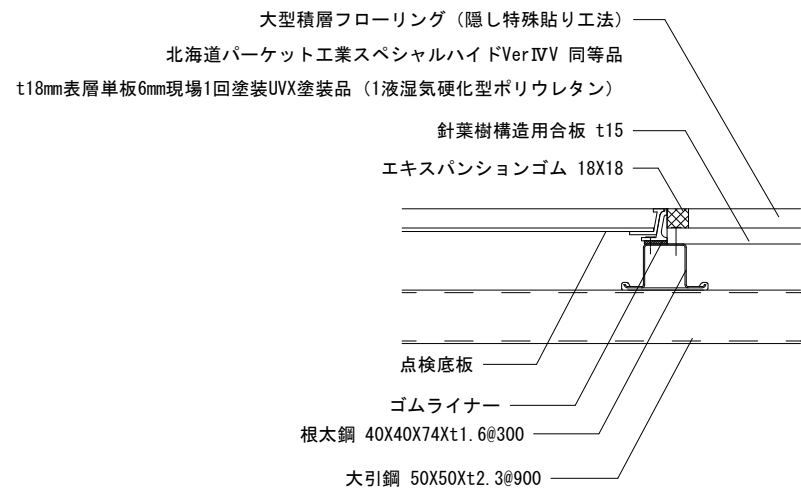 大型積層フローリング（隠し特殊貼り工法）
北海道パーケット工業スペシャルハイドVerⅣV 同等品
t18mm表層単板6mm現場1回塗装UVX塗装品（1液湿気硬化型ポリウレタン）
針葉樹構造用合板 t15
エキスパンションゴム 18X18
点検底板
ゴムライナー
根太鋼 40X40X74Xt1.6@300
大引鋼 50X50Xt2.3@900